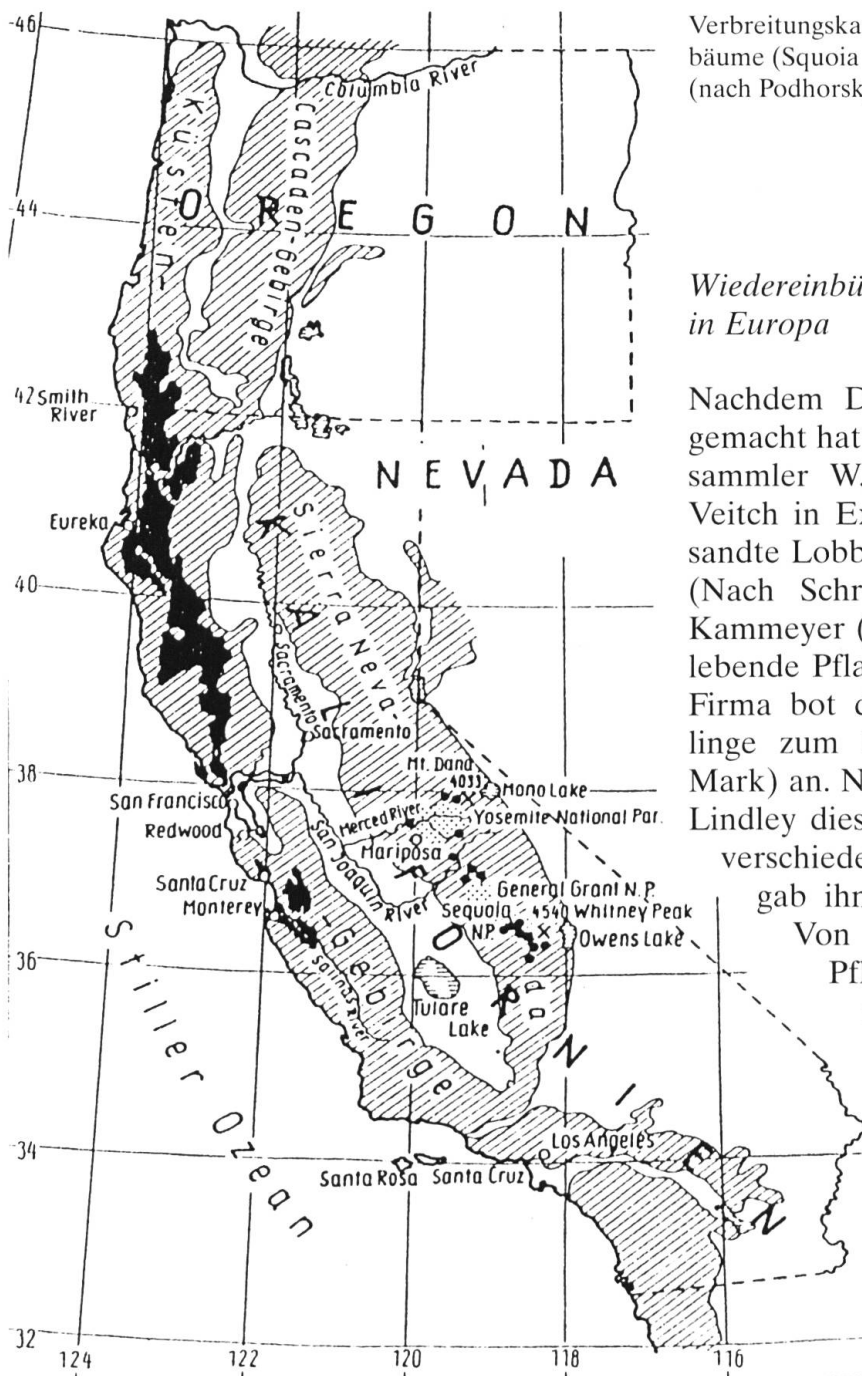 Verbreitungska
bäume (Squoia
(nach Podhorsk
Wiedereinbü
in Europa
Nachdem D
gemacht hat
sammler W.
Veitch in Ex
sandte Lobb
(Nach Schr
Kammeyer (
lebende Pfla
Firma bot d
linge zum
Mark) an. N
Lindley dies
verschiede
gab ihn
Von
Pfl
-46
44
42
40
38
36
34
32
124
122
120
118
116
Columbia River
Küsten-
Cascaden-Gebirge
OREGON
Smith
River
NEVADA
Eureka
Sierra Neva-
Sacramento
Sacramento
Mt. Dana
4033
Mono Lake
San Francisco
Redwood
Merced River
Yosemite National Par.
Mariposa
San Joaquin
River
Santa Cruz
Monterey
General Grant N.P.
Sequoia
NP
4540 Whitney Peak
Owens Lake
-Gebirge
Salinas River
Tulare
Lake
da
KALIFORNIEN
Stiller Ozean
Los Angeles
Santa Rosa
Santa Cruz